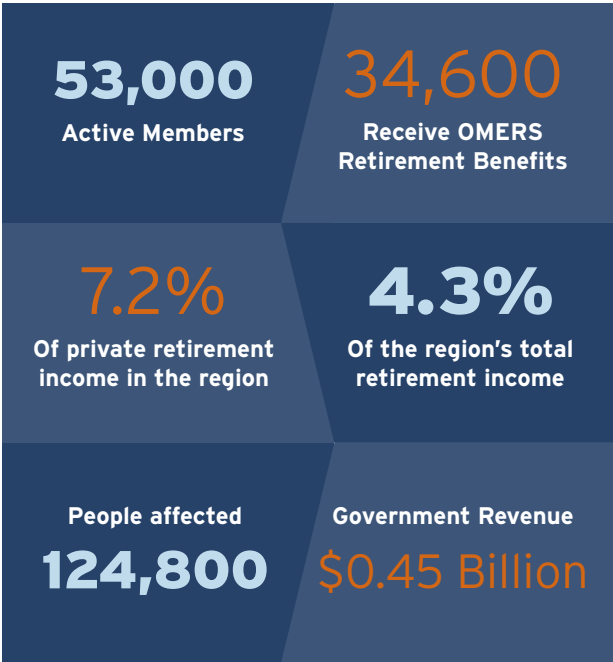 53,000
Active Members
34,600
Receive OMERS
Retirement Benefits
7.2%
Of private retirement
income in the region
4.3%
Of the region's total
retirement income
People affected
124,800
Government Revenue
$0.45 Billion